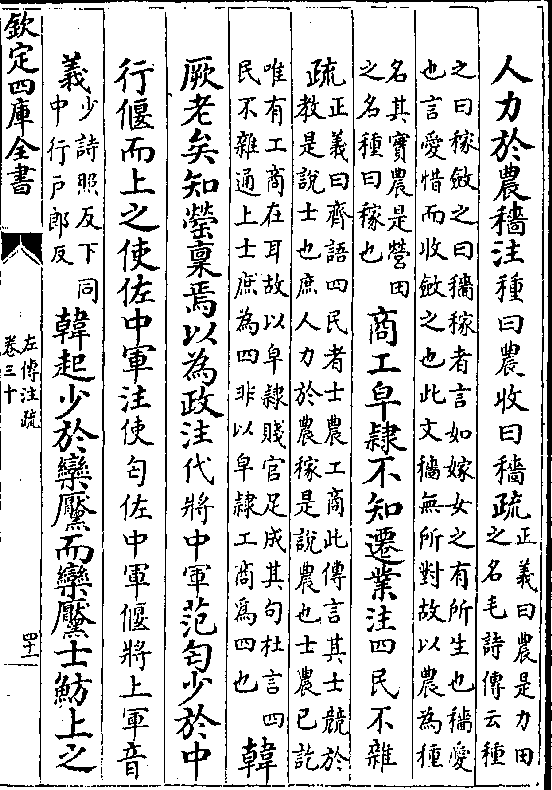 人力於農穡注種曰農收曰穡疏正義曰農是力田
之名毛詩傳云種
之曰稼斂之曰穡稼者言如嫁女之有所生也穡愛
也言愛惜而收斂之也此文穡無所對故以農為種
名其實農是營田
之名種曰稼也
商工皁隸不知遷業注四民不雜
疏正義曰齊語四民者士農工商此傳言其士競於
教是說士也庶人力於農稼是說農也士農已訖
唯有工商在耳故以皁隸賤官足成其句杜言四
民不雜通上士庶為四非以皁隸工商為四也
韓
厥老矣知罃稟焉以為政注代將中軍范匄少於中
行偃而上之使佐中軍注使匄佐中軍偃將上軍音
義少詩照反下同
中行戸郎反
韓起少於欒黶而欒黶士魴上之
欽定四庫全書
左傳注疏
卷三十
四十一